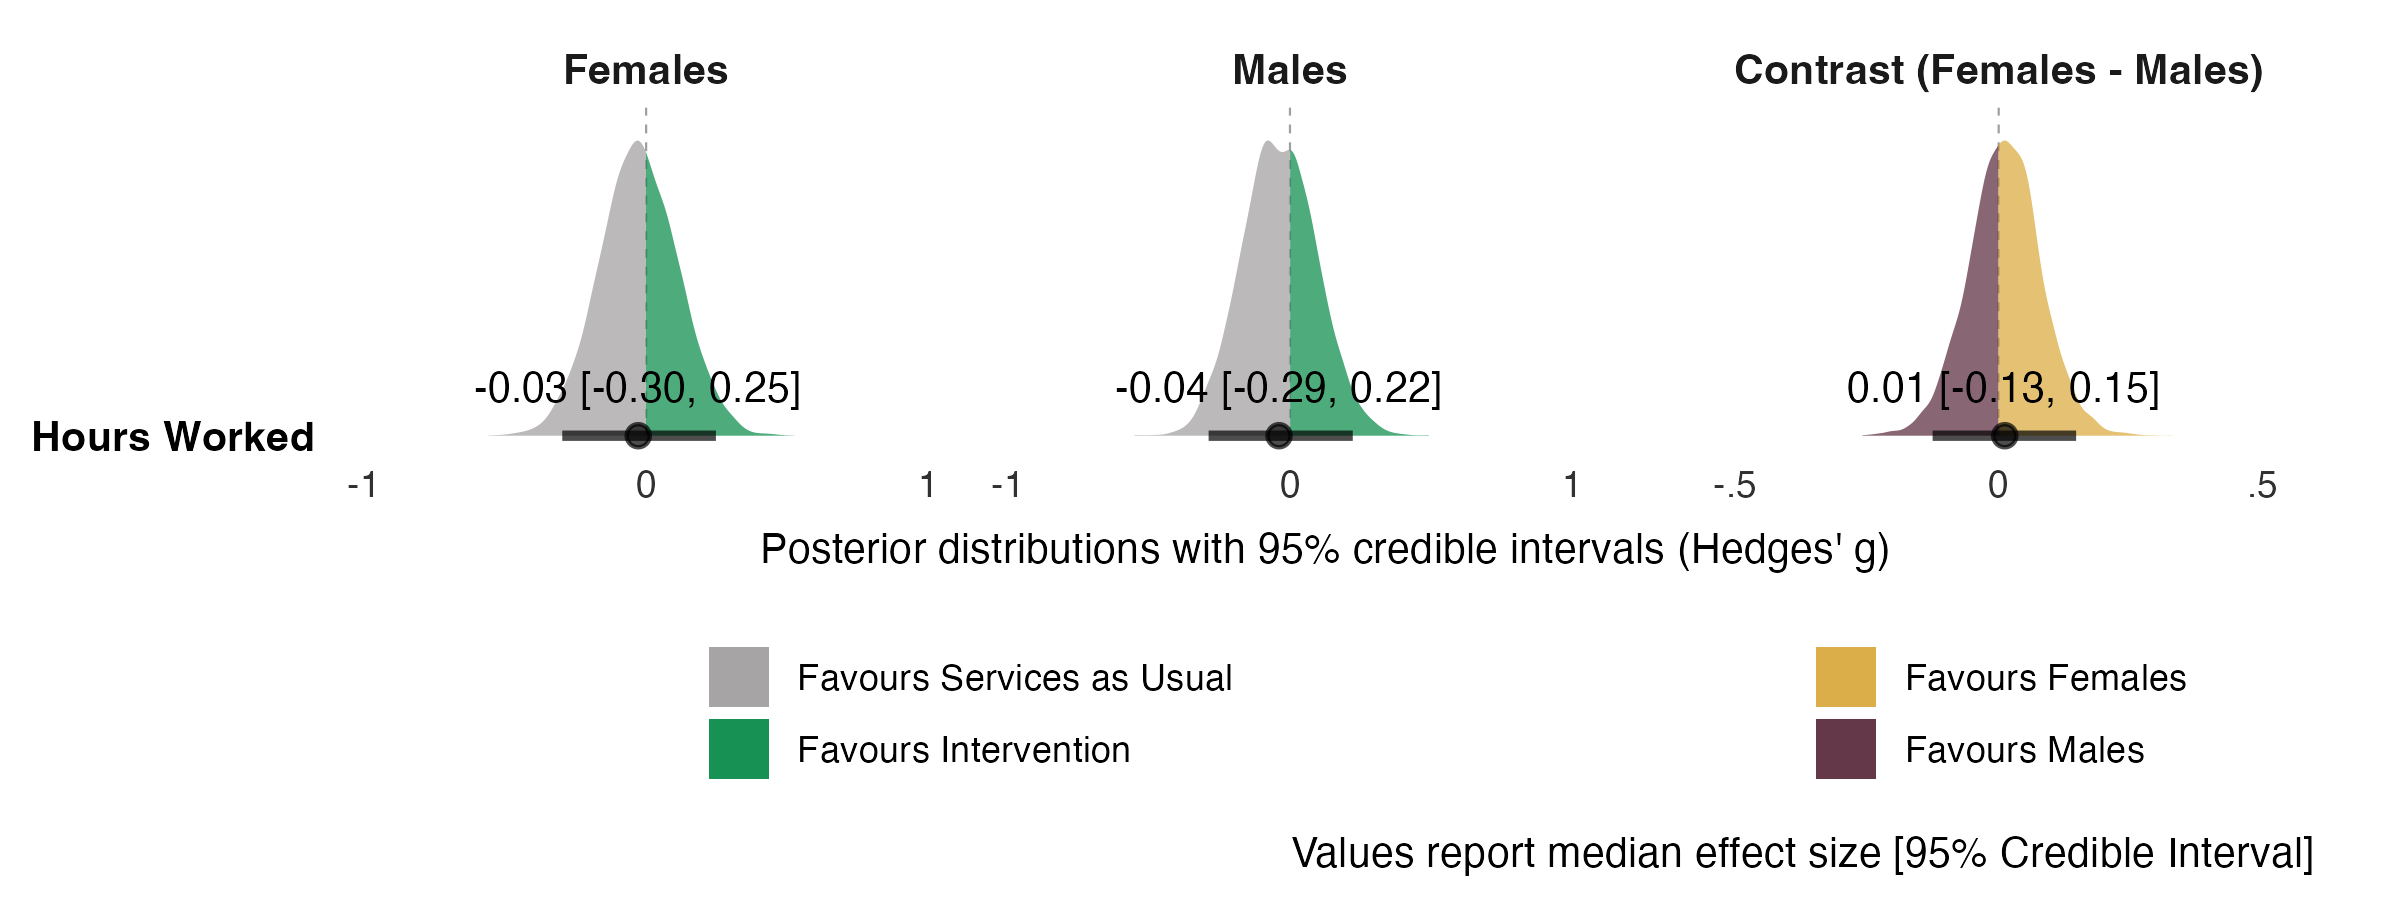 Females Males Contrast (Females - Males)
-0.03 [-0.30, 0.25] -0.04 [-0.29, 0.22] 0.01 [-0.13, 0.15]
Hours Worked
-1 0 1 -1 0 1 -.5 0 .5
Posterior distributions with 95% credible intervals (Hedges' g)
Favours Services as Usual
Favours Intervention
Favours Females
Favours Males
Values report median effect size [95% Credible Interval]